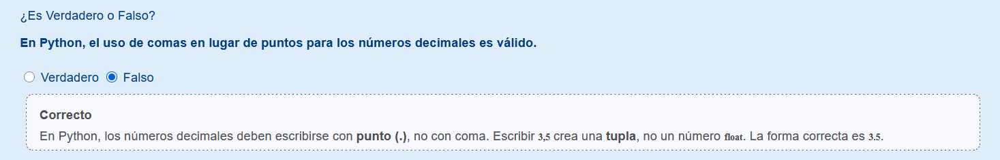 ¿Es Verdadero o Falso?
En Python, el uso de comas en lugar de puntos para los números decimales es válido.
Verdadero Falso
Correcto
En Python, los números decimales deben escribirse con punto (.), no con coma. Escribir 3,5 crea una tupla, no un número float. La forma correcta es 3.5.